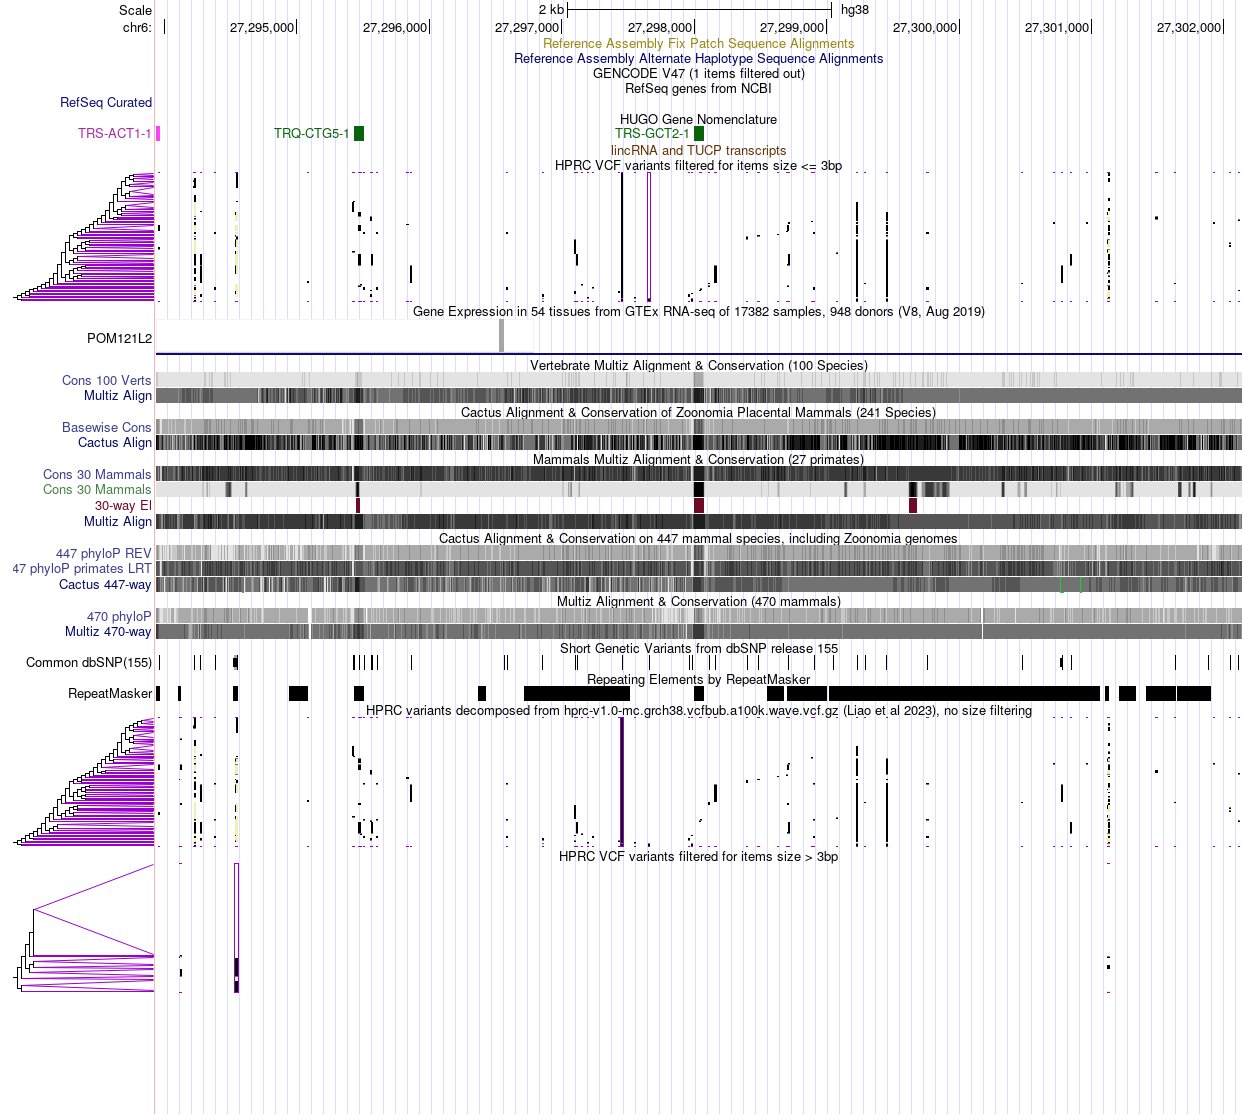 Scale 2 kb hg38
chr6: 27,295,000 27,296,000 27,297,000 27,298,000 27,299,000 27,300,000 27,301,000 27,302,000
Reference Assembly Fix Patch Sequence Alignments
Reference Assembly Alternate Haplotype Sequence Alignments
GENCODE V47 (1 items filtered out)
RefSeq genes from NCBI
RefSeq Curated
HUGO Gene Nomenclature
TRS-ACT1-1 TRQ-CTG5-1 TRS-GCT2-1
lincRNA and TUCP transcripts
HPRC VCF variants filtered for items size <= 3bp
Gene Expression in 54 tissues from GTEx RNA-seq of 17382 samples, 948 donors (V8, Aug 2019)
POM121L2
Vertebrate Multiz Alignment & Conservation (100 Species)
Cons 100 Verts
Multiz Align
Cactus Alignment & Conservation of Zoonomia Placental Mammals (241 Species)
Basewise Cons
Cactus Align
Mammals Multiz Alignment & Conservation (27 primates)
Cons 30 Mammals
Cons 30 Mammals
30-way El
Multiz Align
Cactus Alignment & Conservation on 447 mammal species, including Zoonomia genomes
447 phyloP REV
47 phyloP primates LRT
Cactus 447-way
Multiz Alignment & Conservation (470 mammals)
470 phyloP
Multiz 470-way
Short Genetic Variants from dbSNP release 155
Common dbSNP(155)
Repeating Elements by RepeatMasker
RepeatMasker
HPRC variants decomposed from hprc-v1.0-mc.grch38.vcfbub.a100k.wave.vcf.gz (Liao et al 2023), no size filtering
HPRC VCF variants filtered for items size > 3bp